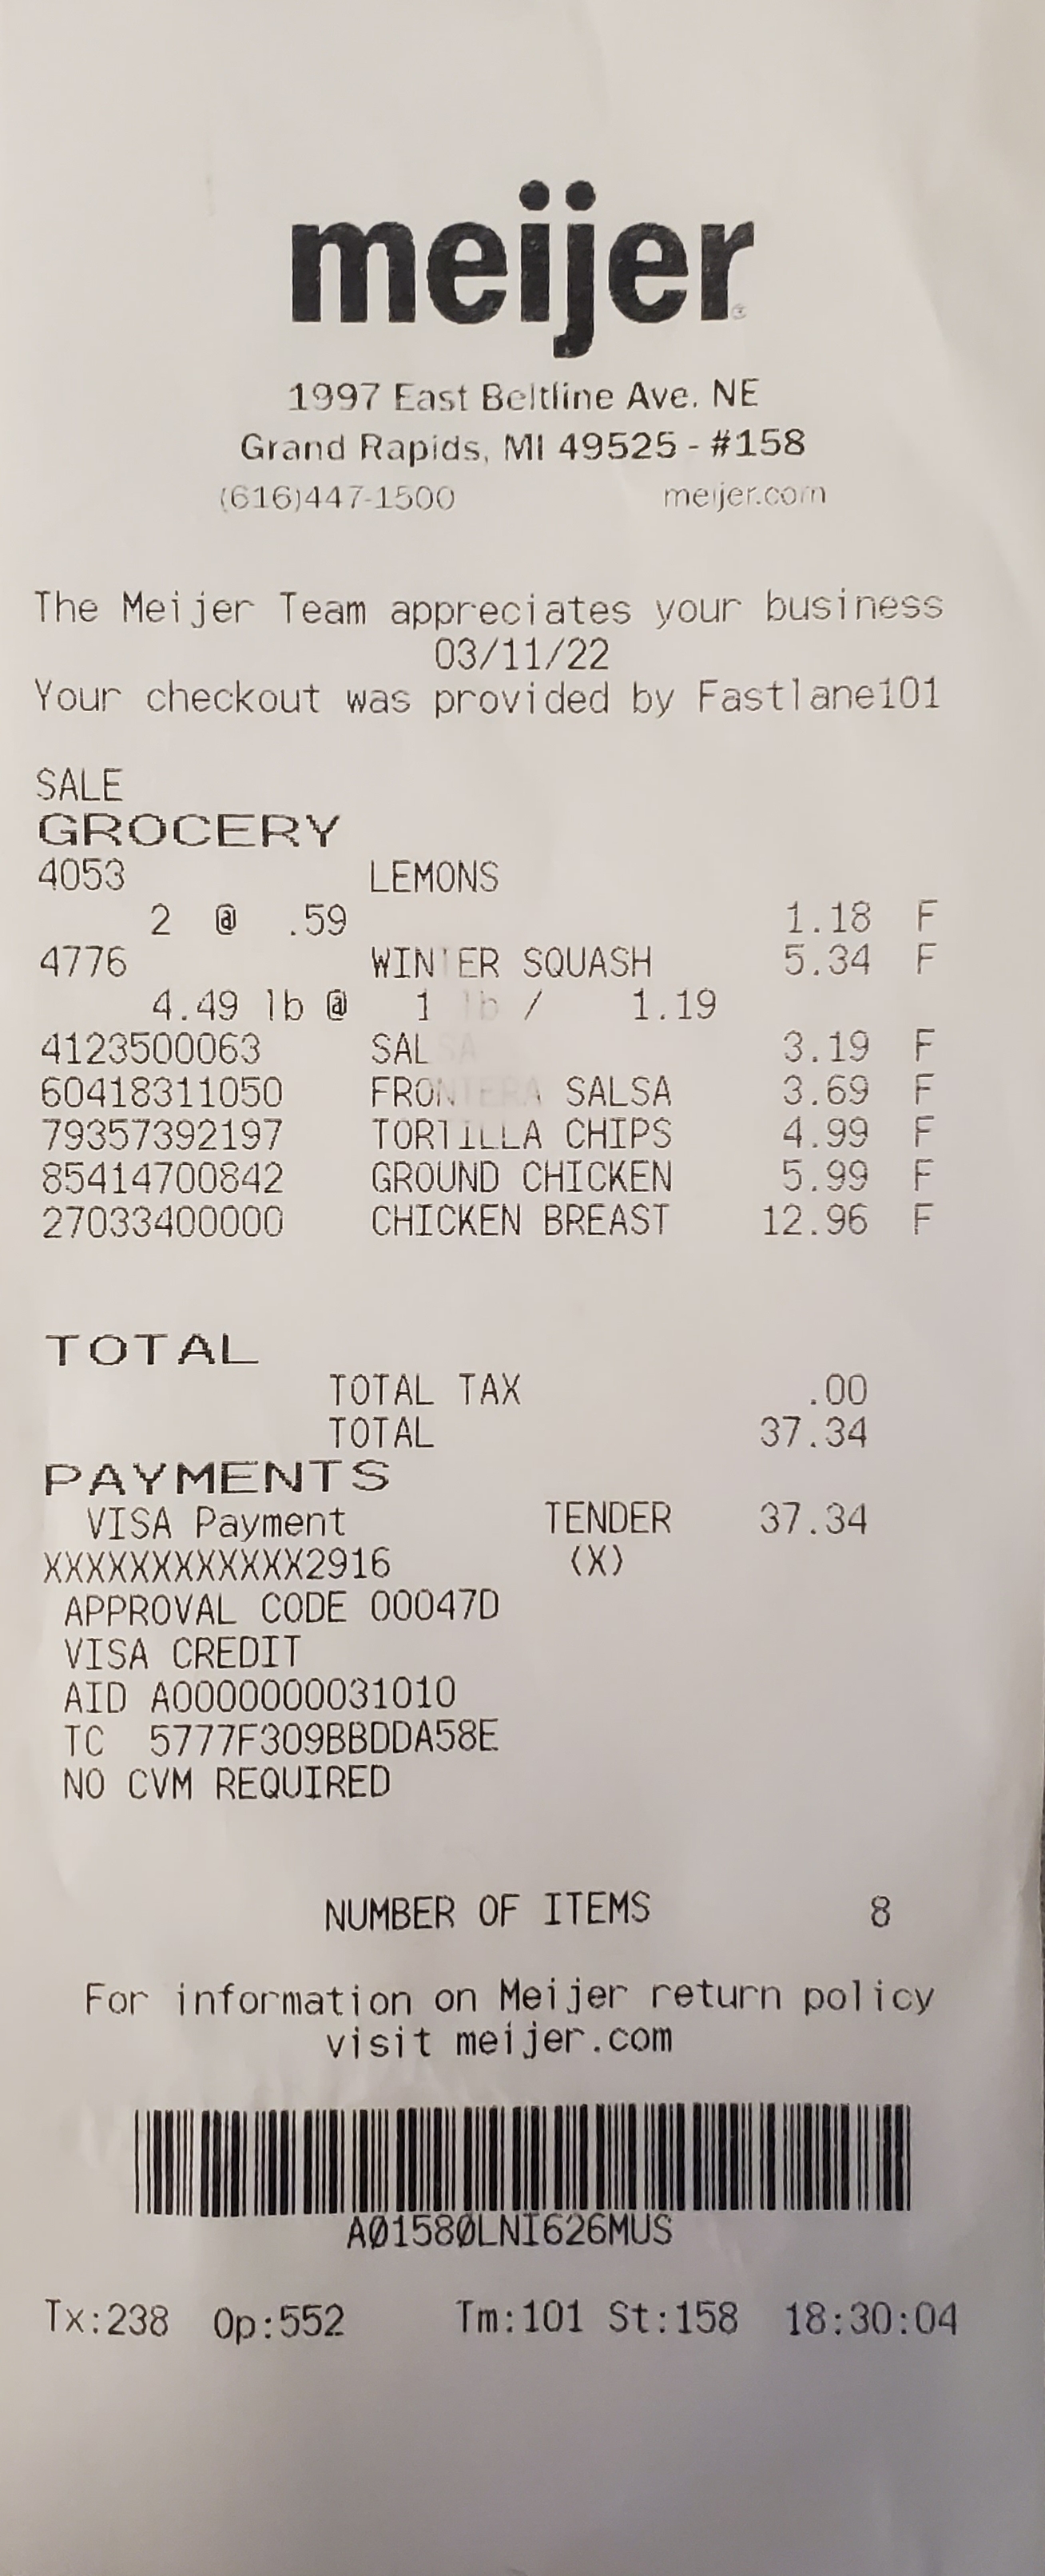 meijer
1997 East Beltline Ave. NE
Grand Rapids, MI 49525 - #158
(616)447-1500 meijer.com
The Meijer Team appreciates your business
03/11/22
Your checkout was provided by Fastlane101
SALE
GROCERY
4053 LEMONS
2 @ .59 1.18 F
4776 WINTER SQUASH 5.34 F
4.49 lb @ 1 lb / 1.19
4123500063 SALSA 3.19 F
60418311050 FRONTERA SALSA 3.69 F
79357392197 TORTILLA CHIPS 4.99 F
85414700842 GROUND CHICKEN 5.99 F
27033400000 CHICKEN BREAST 12.96 F
TOTAL
TOTAL TAX .00
TOTAL 37.34
PAYMENTS
VISA Payment TENDER 37.34
XXXXXXXXXXXX2916 (X)
APPROVAL CODE 00047D
VISA CREDIT
AID A0000000031010
TC 5777F309BBDDA58E
NO CVM REQUIRED
NUMBER OF ITEMS 8
For information on Meijer return policy
visit meijer.com
A01580LNI626MUS
Tx:238 Op:552 Tm:101 St:158 18:30:04